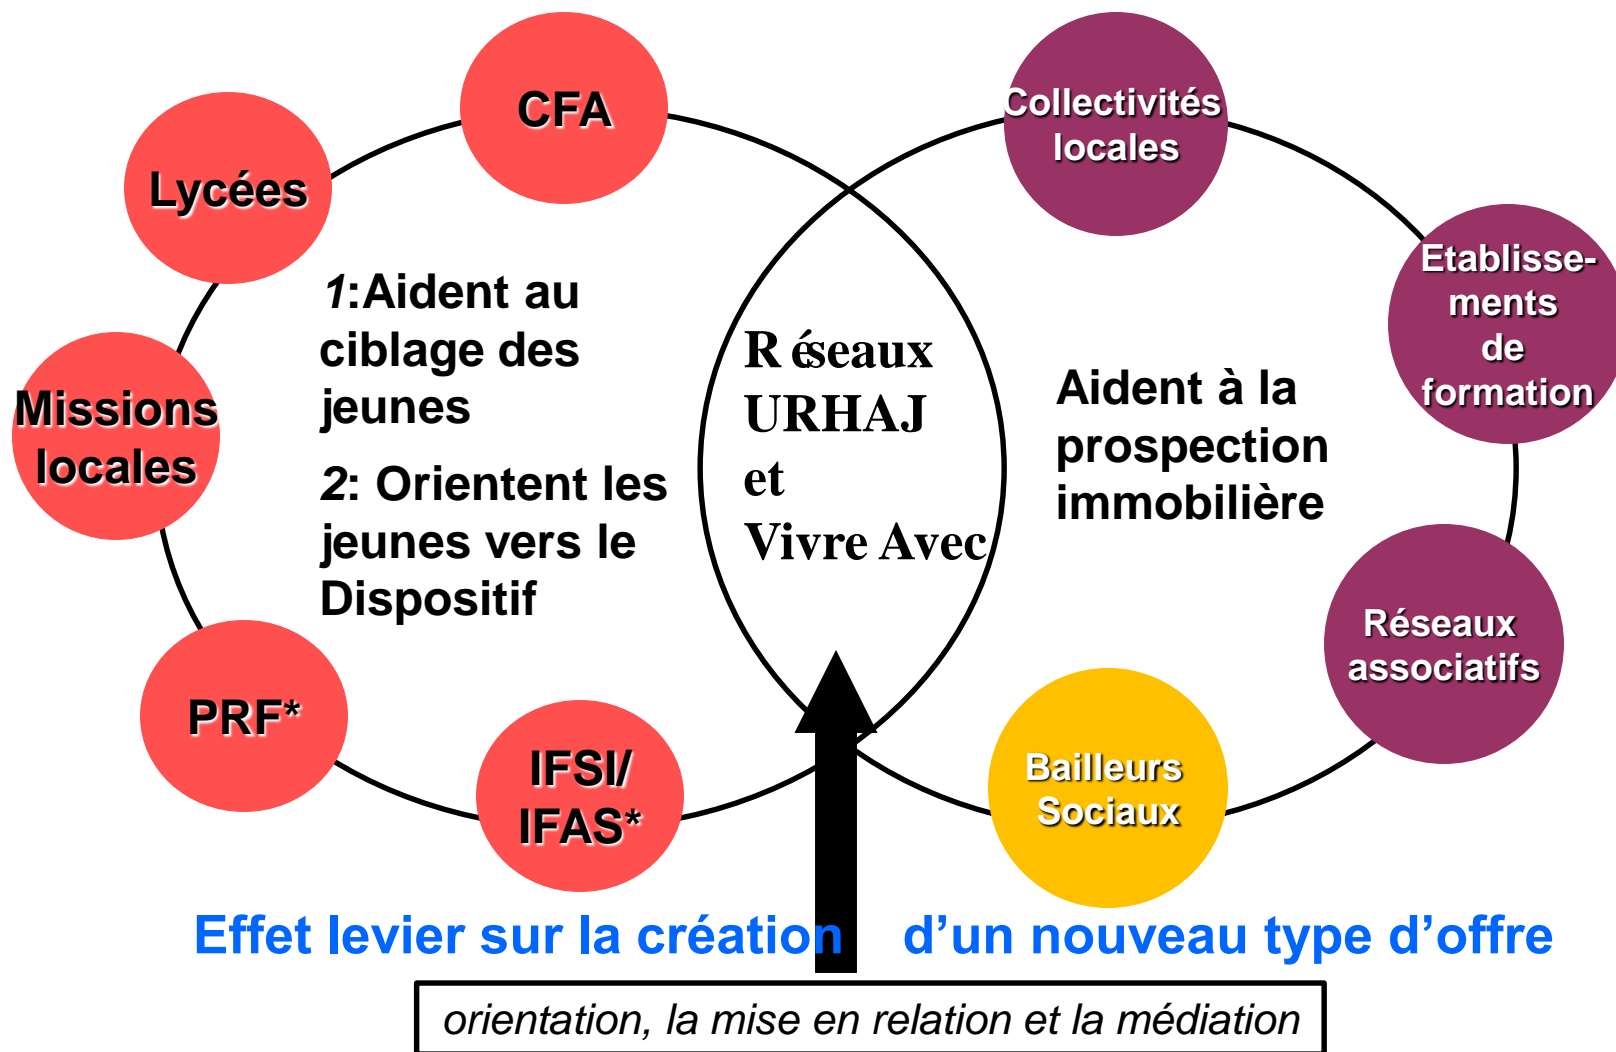 CFA
Lycées
Missions
locales
PRF*
IFSI/
IFAS*
1:Aident au
ciblage des
jeunes
2: Orientent les
jeunes vers le
Dispositif
Réseaux
URHAJ
et
Vivre Avec
Aident à la
prospection
immobilière
Collectivités
locales
Etablisse-
ments
de
formation
Réseaux
associatifs
Bailleurs
Sociaux
Effet levier sur la création d’un nouveau type d’offre
orientation, la mise en relation et la médiation